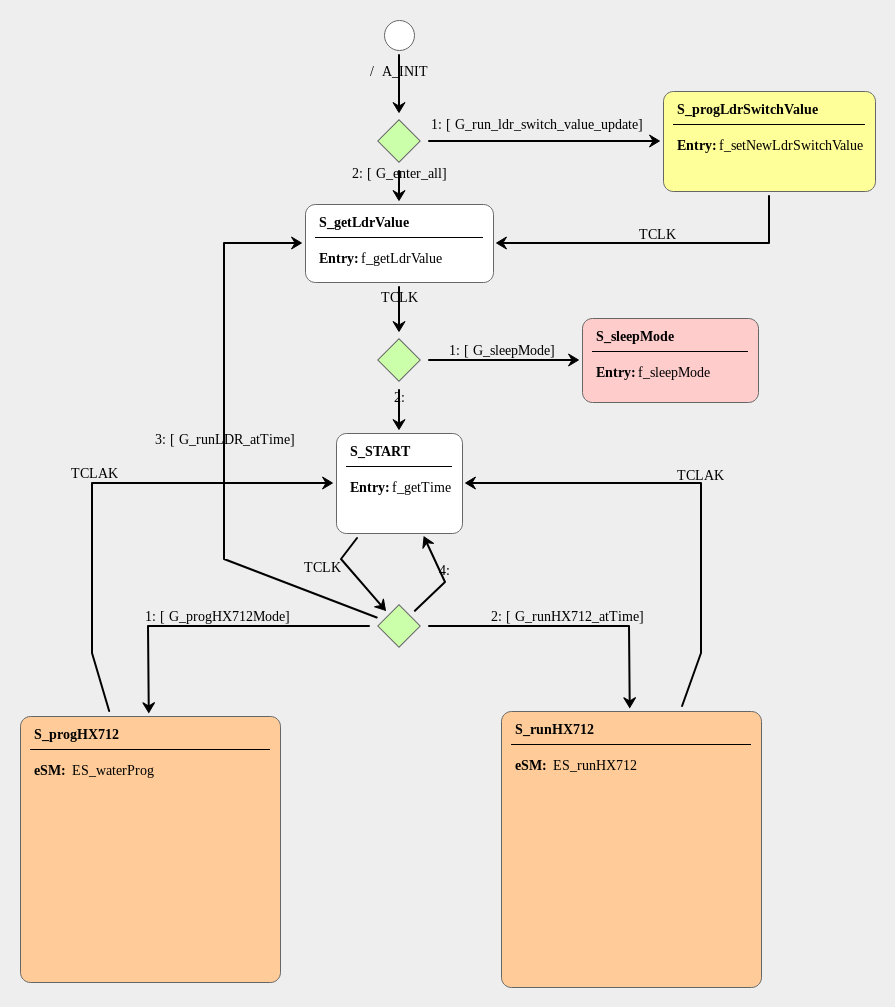 / A_INIT
1: [ G_run_ldr_switch_value_update]
S_progLdrSwitchValue
Entry: f_setNewLdrSwitchValue
2: [ G_enter_all]
S_getLdrValue
Entry: f_getLdrValue
TCLK
TCLK
1: [ G_sleepMode]
S_sleepMode
Entry: f_sleepMode
2:
3: [ G_runLDR_atTime]
S_START
Entry: f_getTime
TCLAK
TCLAK
TCLK
4:
1: [ G_progHX712Mode]
2: [ G_runHX712_atTime]
S_progHX712
eSM: ES_waterProg
S_runHX712
eSM: ES_runHX712